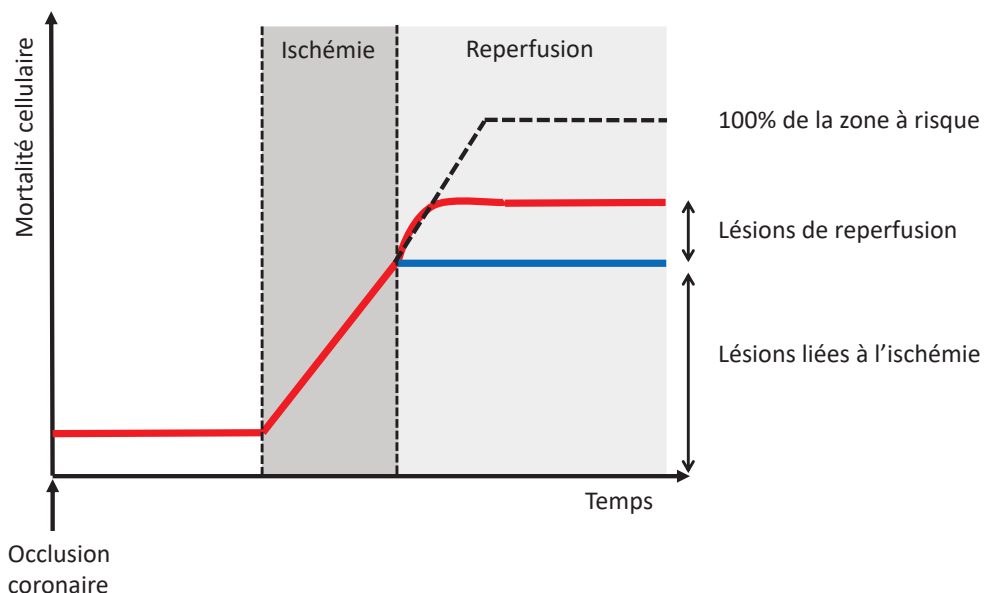 Mortalité cellulaire
Ischémie
Reperfusion
100% de la zone à risque
Lésions de reperfusion
Lésions liées à l’ischémie
Temps
Occlusion
coronaire